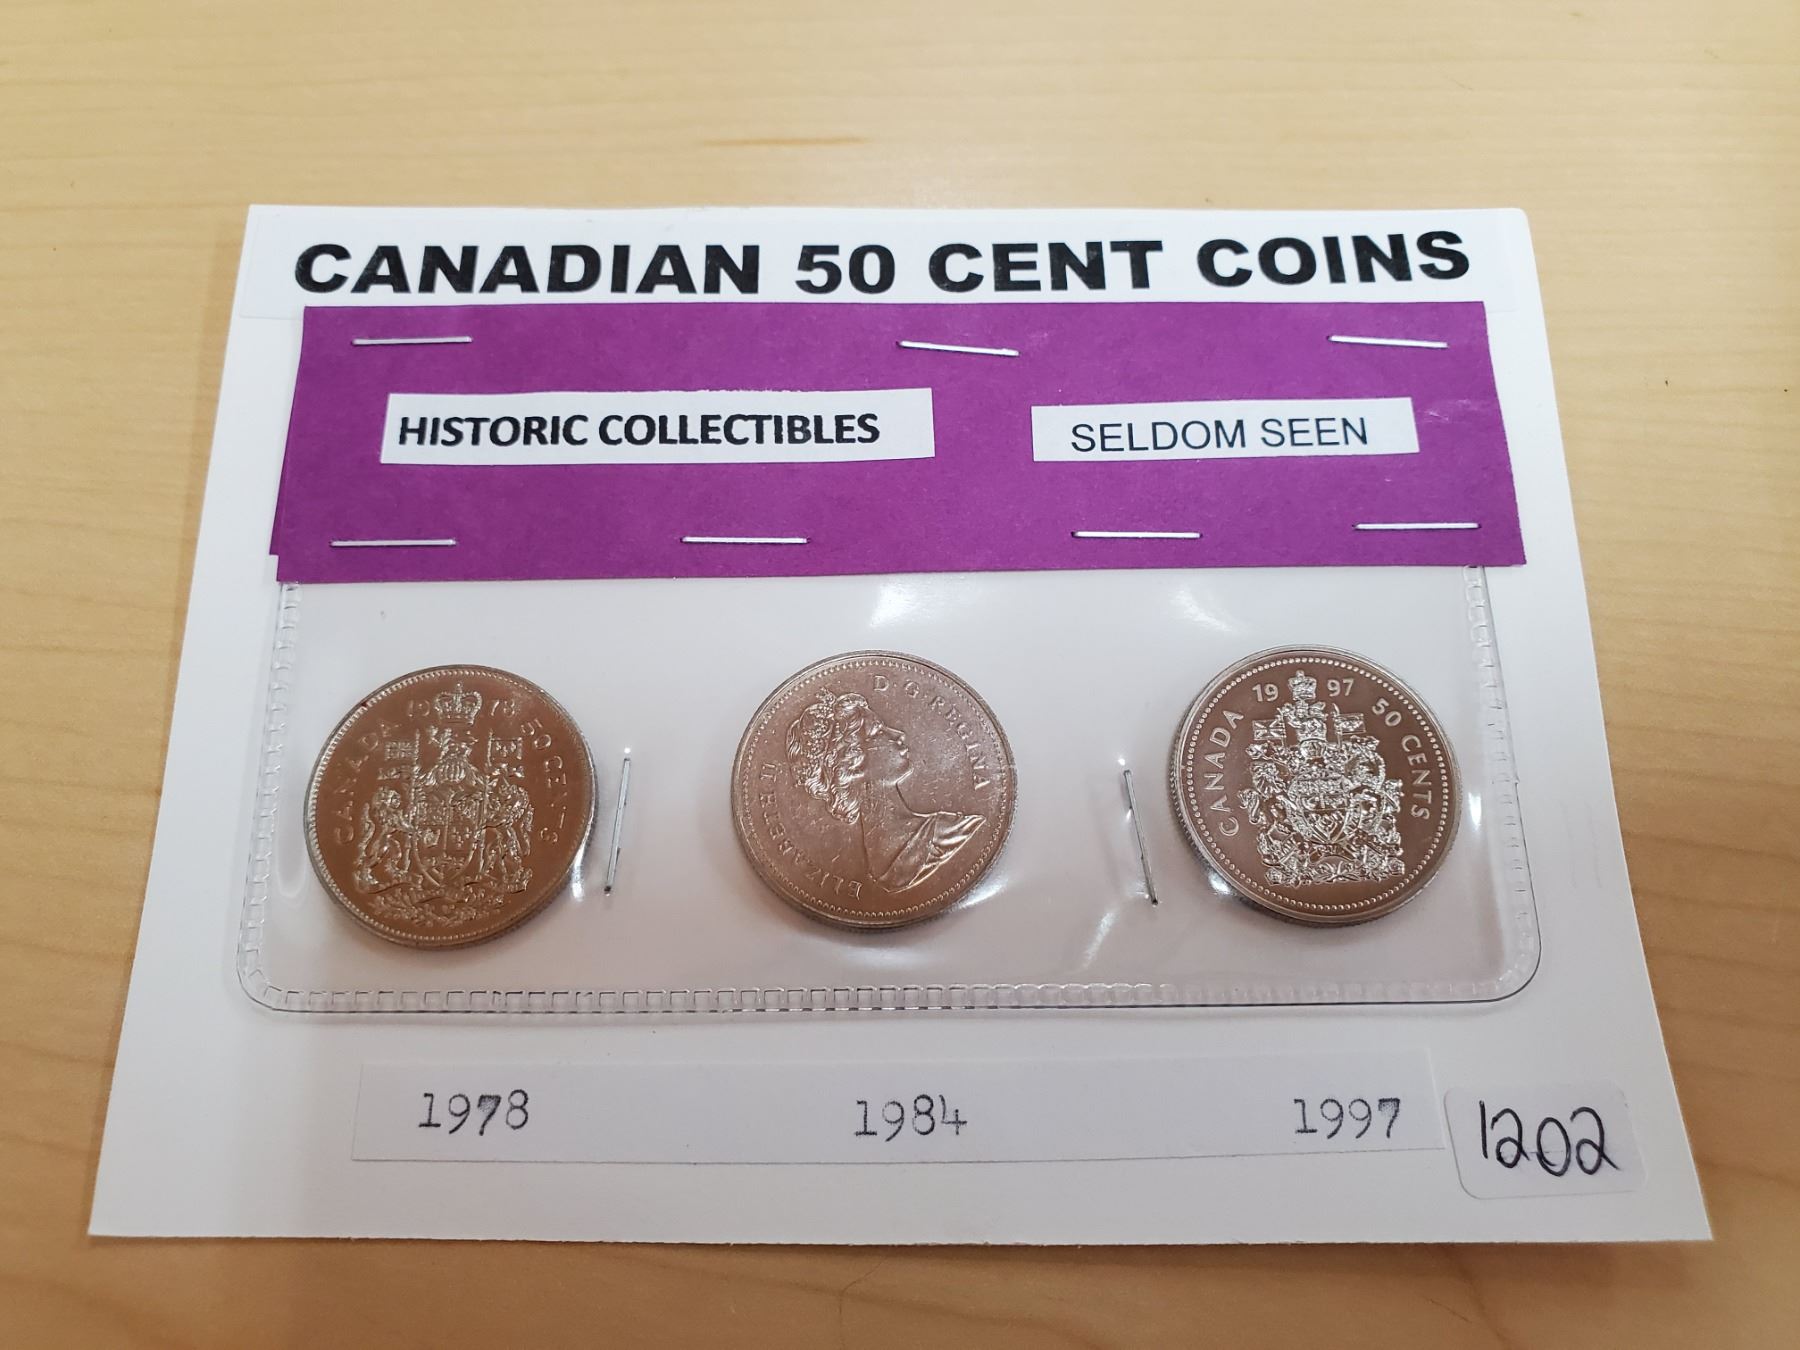 CANADIAN 50 CENT COINS
HISTORIC COLLECTIBLES
SELDOM SEEN
CANADA 1978 50 CENTS
ELIZABETH II D·G·REGINA
CANADA 1997 50 CENTS
1978 1984 1997
1202